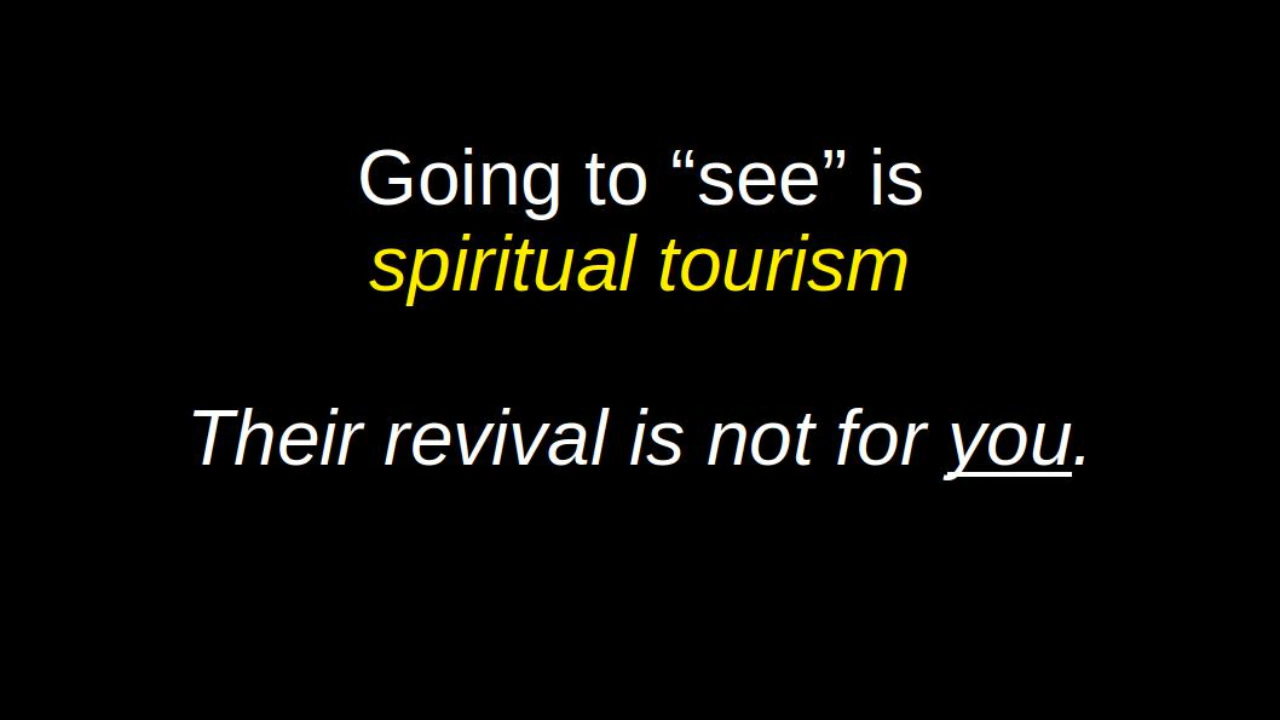 Going to “see” is
spiritual tourism
Their revival is not for you.